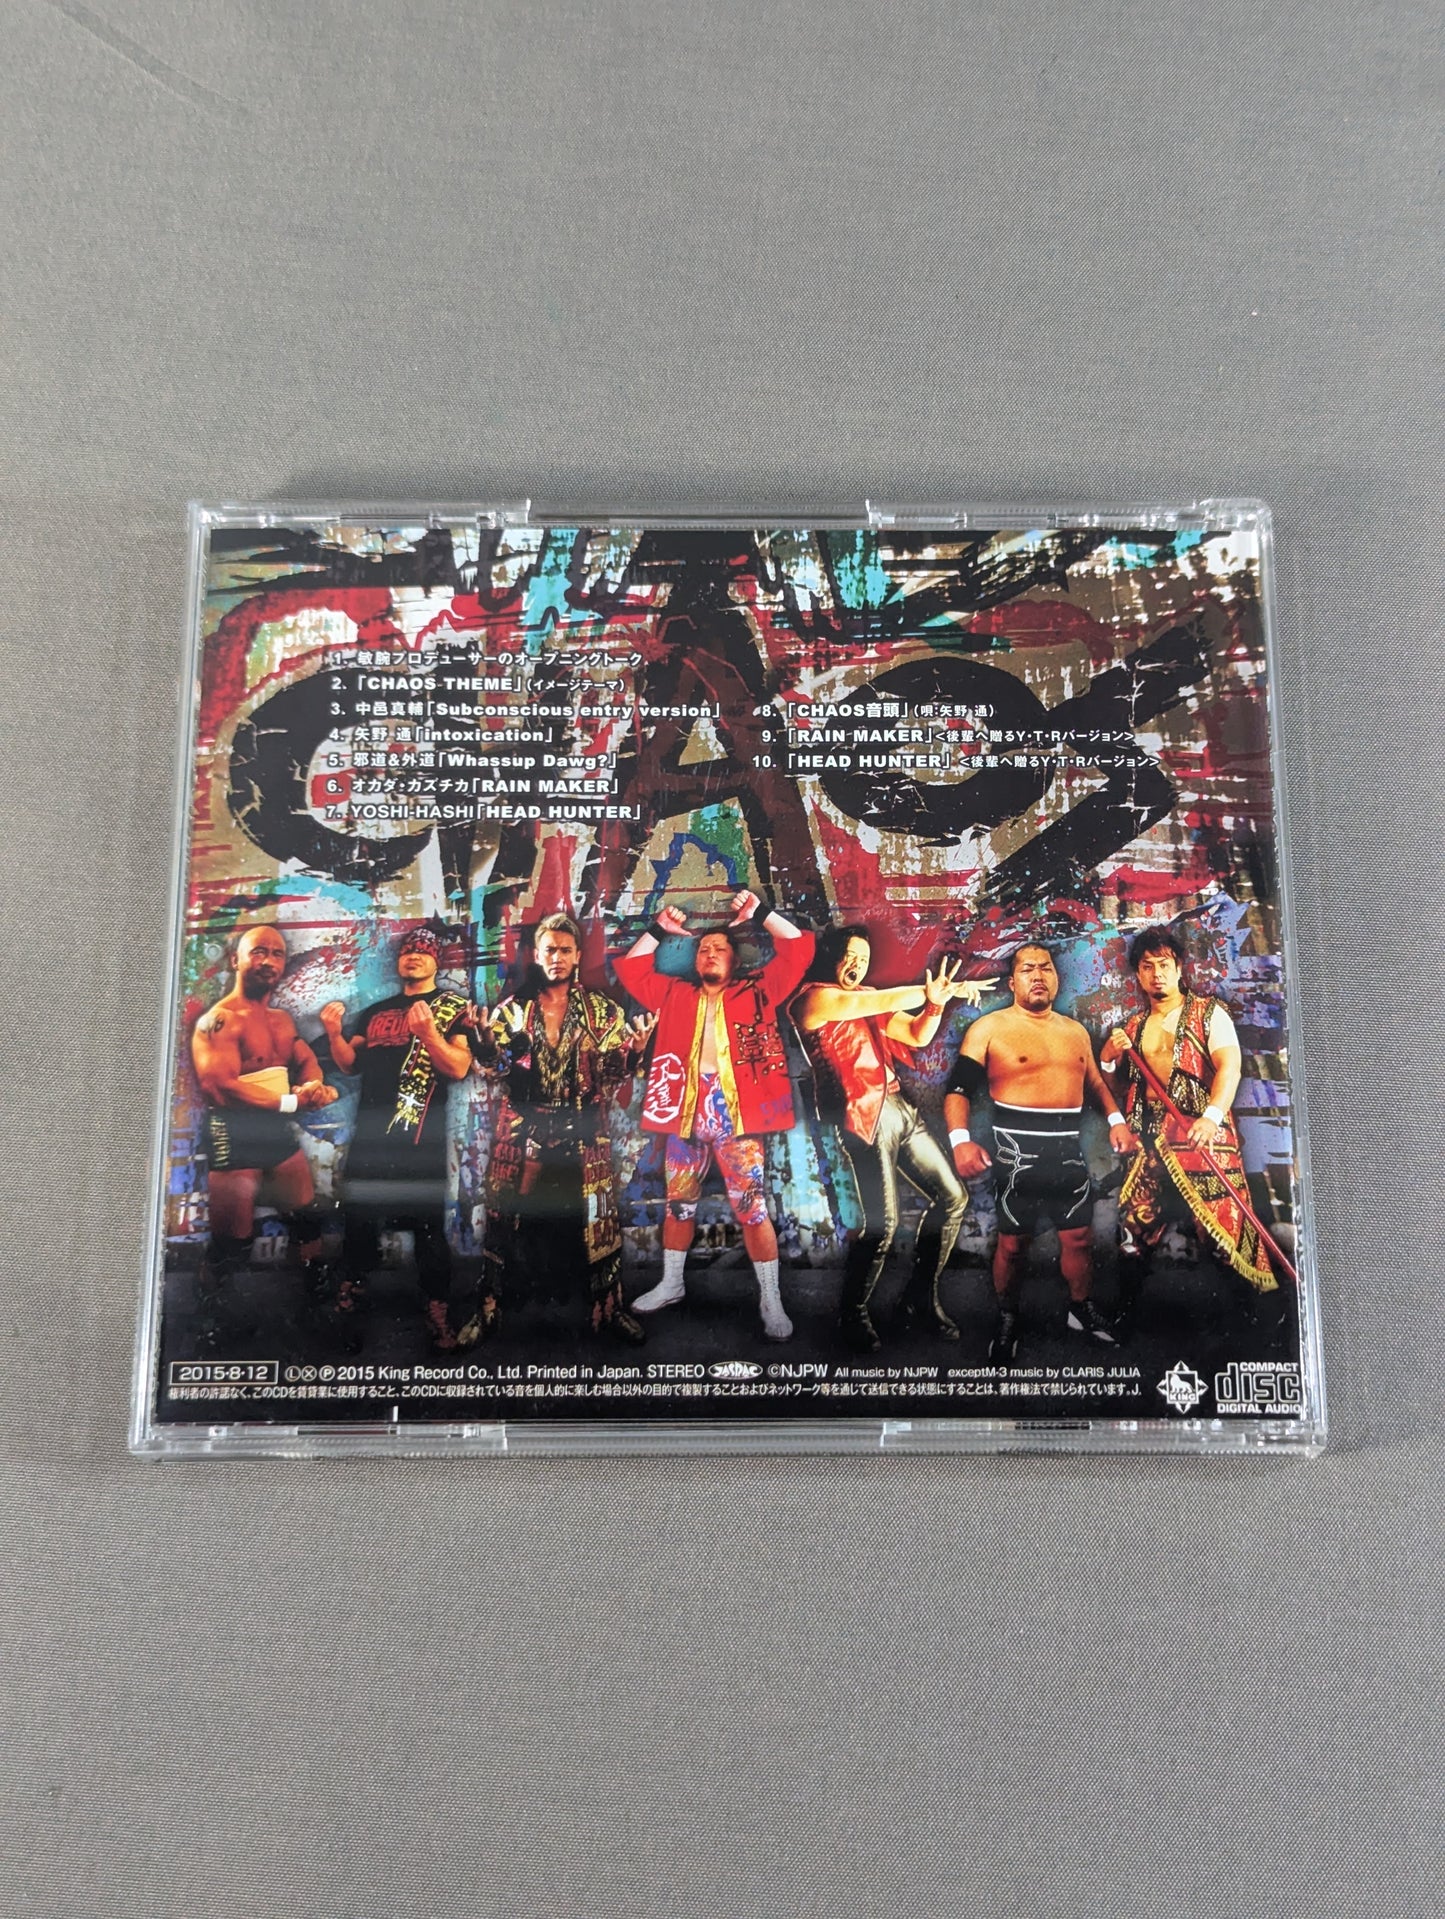 CHAOS
1. 敏腕プロデューサーのオープニングトーク
2. 「CHAOS THEME」(イメージテーマ)
3. 中邑真輔「Subconscious entry version」
4. 矢野 通「intoxication」
5. 邪道&外道「Whassup Dawg?」
6. オカダ・カズチカ「RAIN MAKER」
7. YOSHI-HASHI「HEAD HUNTER」
8. 「CHAOS音頭」(唄:矢野 通)
9. 「RAIN MAKER」<後輩へ贈るY・T・Rバージョン>
10. 「HEAD HUNTER」<後輩へ贈るY・T・Rバージョン>
2015・8・12 ⓁⓍⓅ 2015 King Record Co., Ltd. Printed in Japan. STEREO JASRAC ©NJPW All music by NJPW exceptM-3 music by CLARIS JULIA
権利者の許諾なく、このCDを賃貸業に使用すること、このCDに収録されている音を個人的に楽しむ場合以外の目的で複製することおよびネットワーク等を通じて送信できる状態にすることは、著作権法で禁じられています。J.
KING
COMPACT
disc
DIGITAL AUDIO